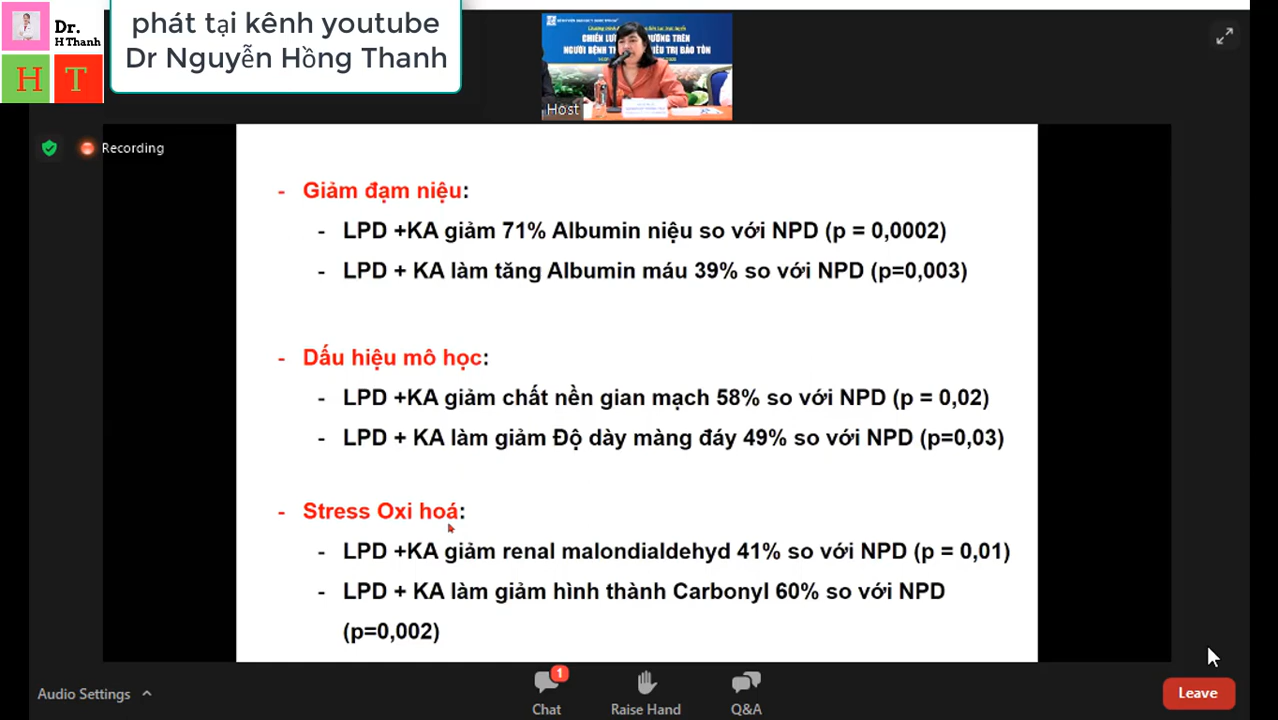 Dr.
H Thanh
H T
phát tại kênh youtube
Dr Nguyễn Hồng Thanh
NGƯỜI BỆNH
Host
Recording
- Giảm đạm niệu:
- LPD +KA giảm 71% Albumin niệu so với NPD (p = 0,0002)
- LPD + KA làm tăng Albumin máu 39% so với NPD (p=0,003)
- Dấu hiệu mô học:
- LPD +KA giảm chất nền gian mạch 58% so với NPD (p = 0,02)
- LPD + KA làm giảm Độ dày màng đáy 49% so với NPD (p=0,03)
- Stress Oxi hoá:
- LPD +KA giảm renal malondialdehyd 41% so với NPD (p = 0,01)
- LPD + KA làm giảm hình thành Carbonyl 60% so với NPD
(p=0,002)
Audio Settings
1
Chat
Raise Hand
Q&A
Leave